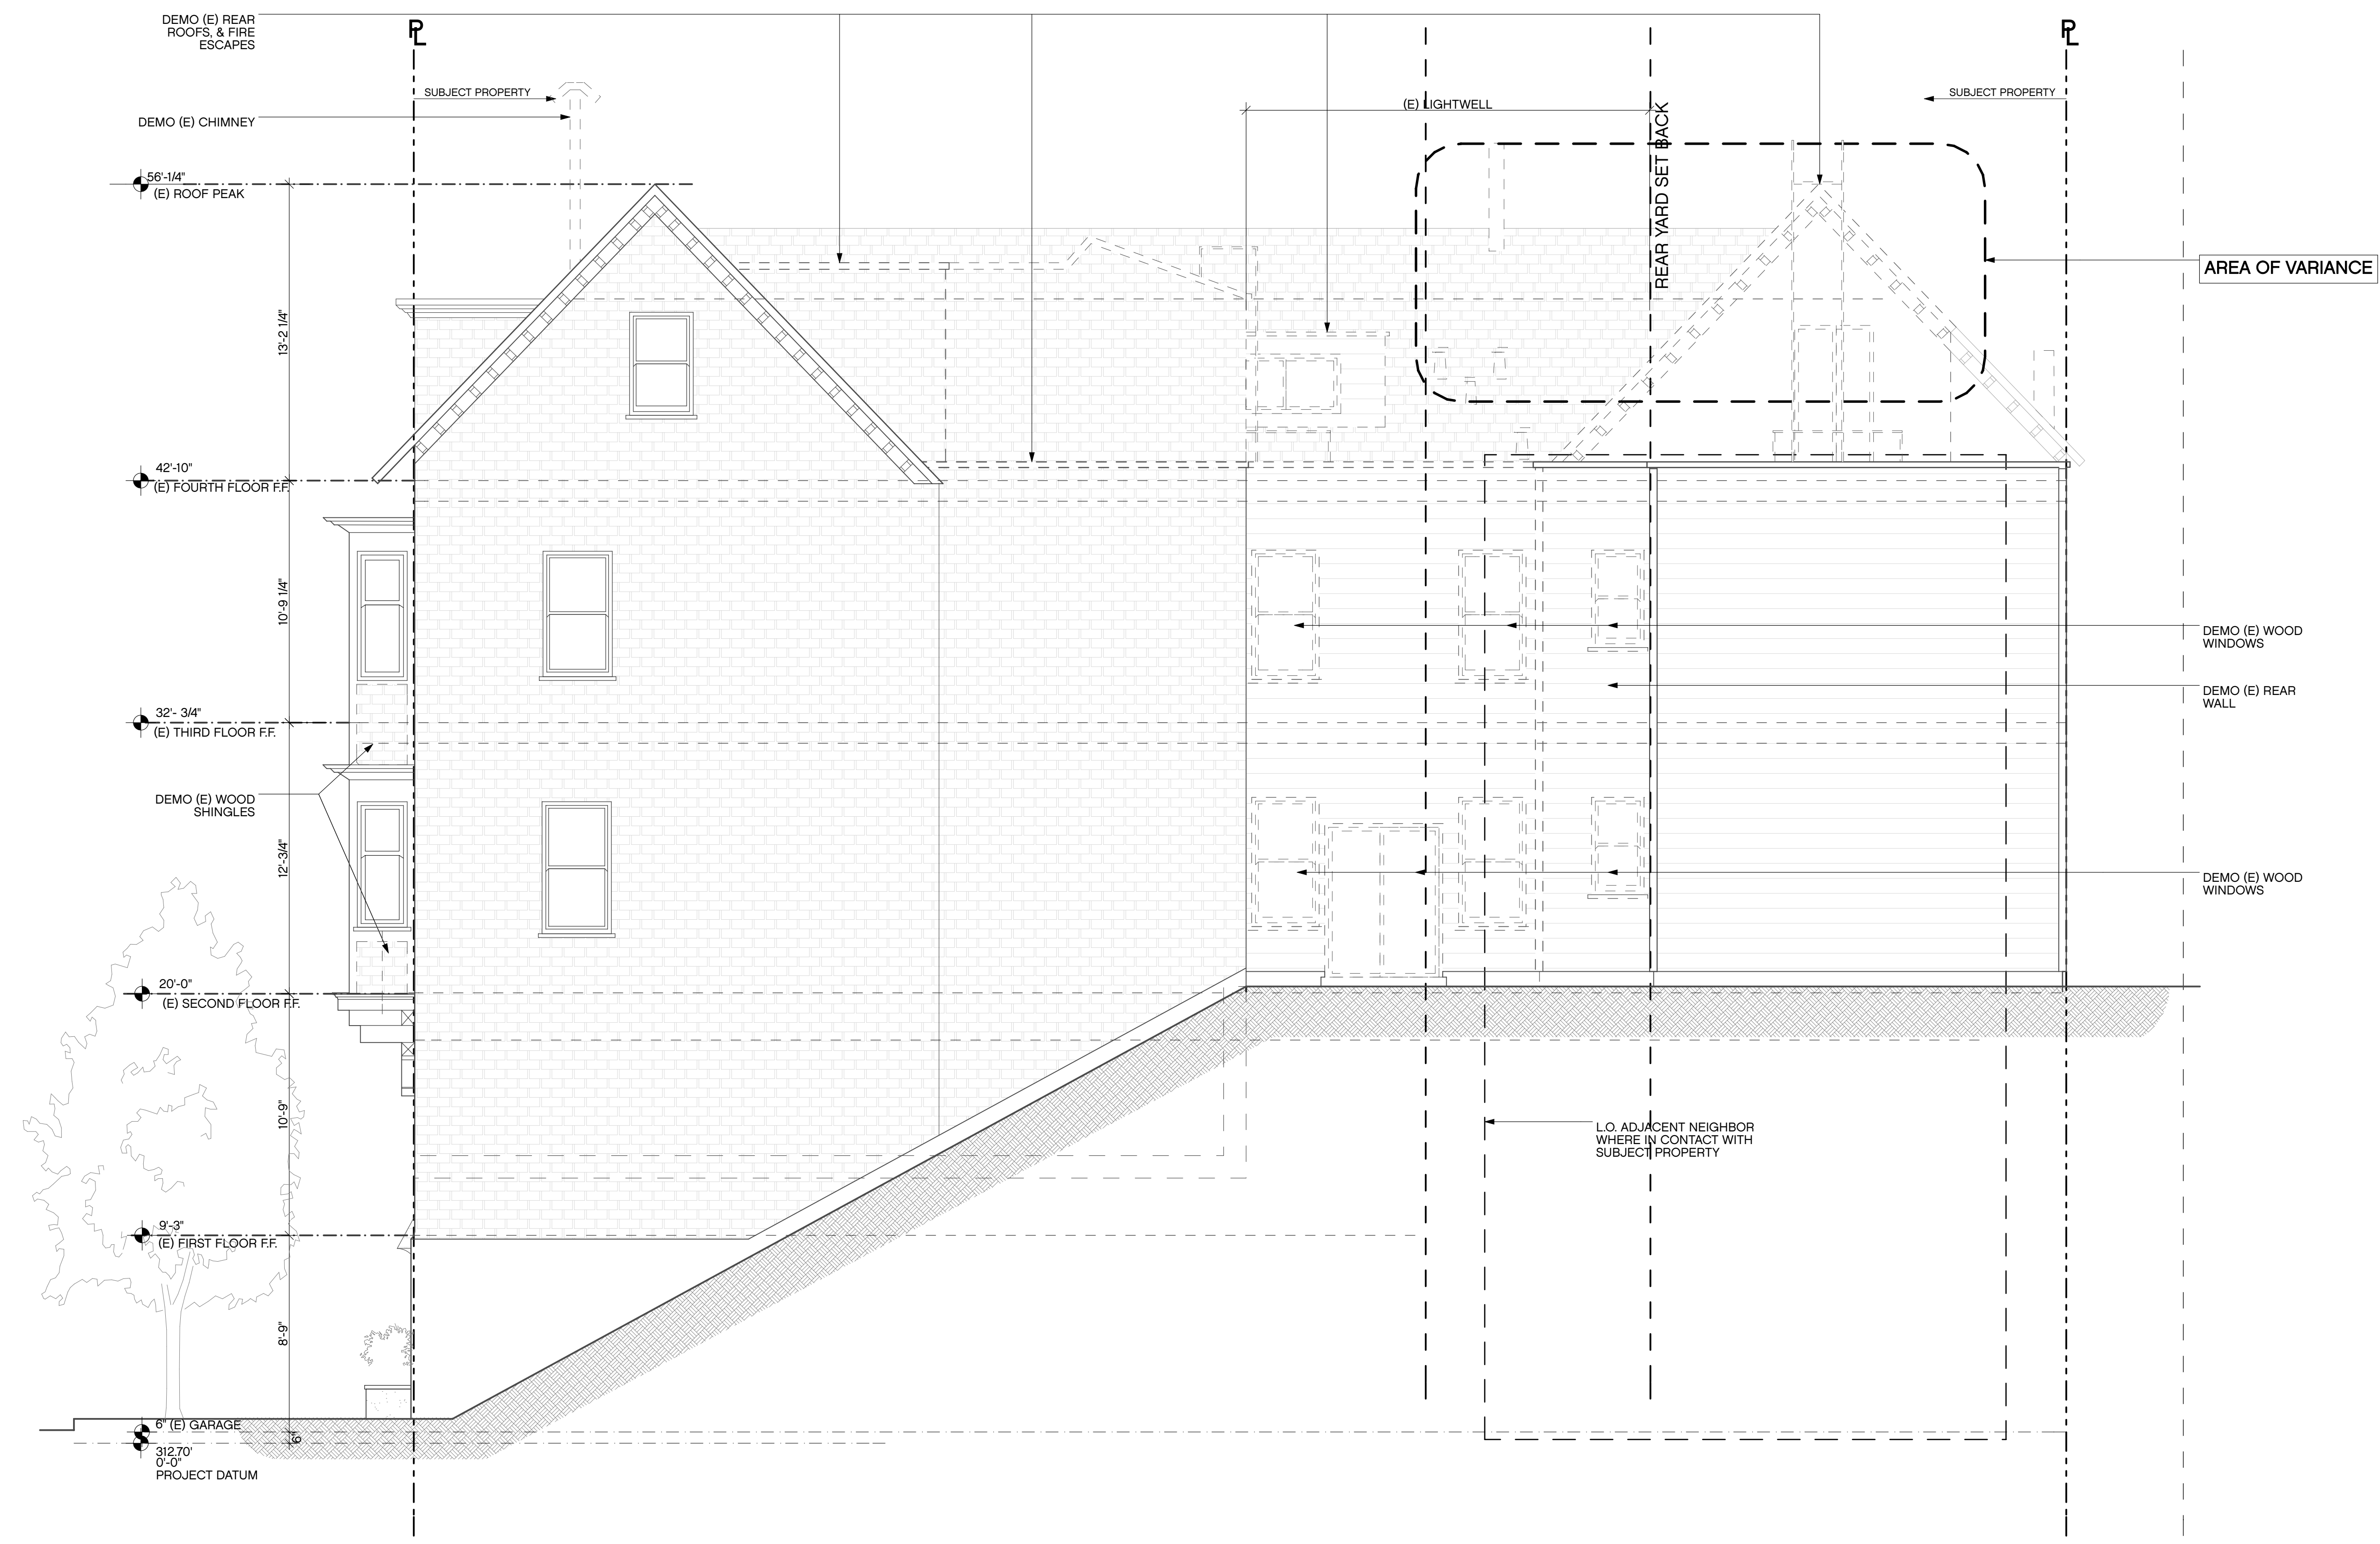 DEMO (E) REAR
ROOFS, & FIRE
ESCAPES
PL
PL
SUBJECT PROPERTY
SUBJECT PROPERTY
(E) LIGHTWELL
REAR YARD SET BACK
DEMO (E) CHIMNEY
56'-1/4"
(E) ROOF PEAK
AREA OF VARIANCE
13'-2 1/4"
42'-10"
(E) FOURTH FLOOR F.F.
10'-9 1/4"
DEMO (E) WOOD
WINDOWS
DEMO (E) REAR
WALL
32'- 3/4"
(E) THIRD FLOOR F.F.
DEMO (E) WOOD
SHINGLES
12'-3/4"
DEMO (E) WOOD
WINDOWS
20'-0"
(E) SECOND FLOOR F.F.
10'-9"
L.O. ADJACENT NEIGHBOR
WHERE IN CONTACT WITH
SUBJECT PROPERTY
9'-3"
(E) FIRST FLOOR F.F.
8'-9"
6" (E) GARAGE
6"
312.70'
0'-0"
PROJECT DATUM